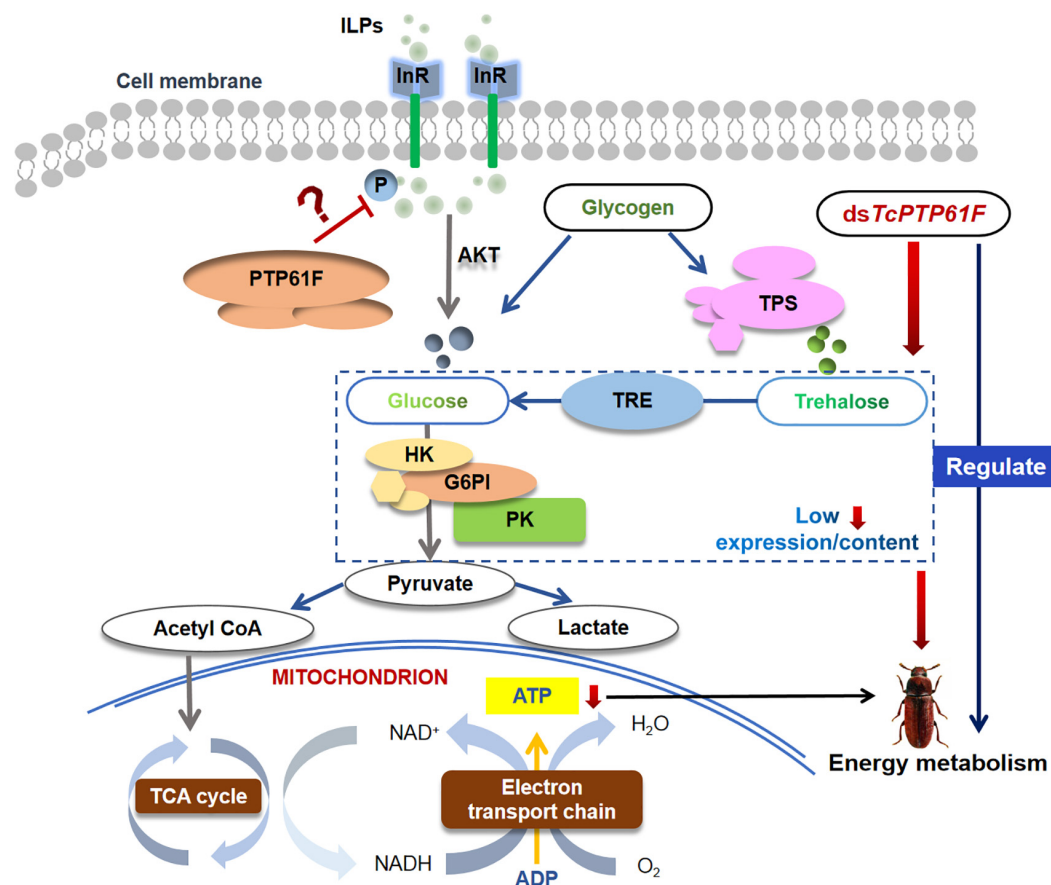 ILPs
InR
InR
Cell membrane
P
?
Glycogen
dsTcPTP61F
AKT
PTP61F
TPS
Glucose
TRE
Trehalose
HK
G6PI
Regulate
PK
Low
expression/content
Pyruvate
Acetyl CoA
Lactate
MITOCHONDRION
ATP
NAD⁺
H₂O
Energy metabolism
TCA cycle
Electron
transport chain
NADH
O₂
ADP